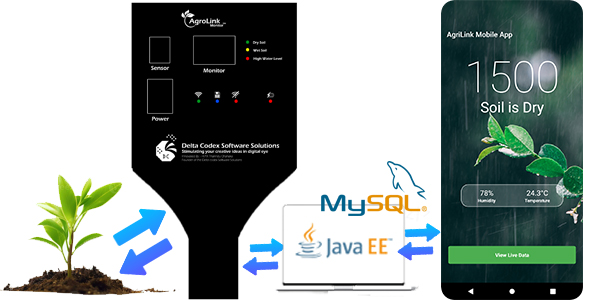 AgroLink
Monitor
Dry Soil
Wet Soil
High Water Level
Sensor
Monitor
Power
Delta Codex Software Solutions
Stimulating your creative ideas in digital eye
MySQL®
Java EE™
AgriLink Mobile App
1500
Soil is Dry
78%
Humidity
24.3°C
Temperature
View Live Data